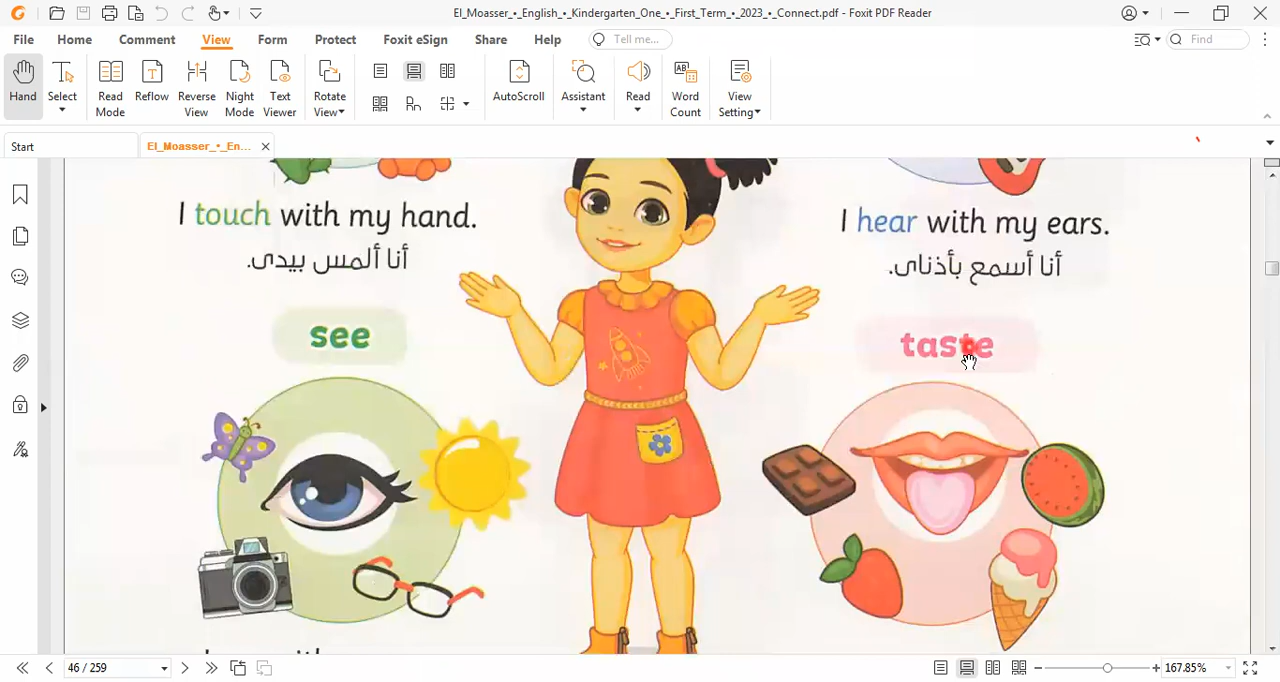 El_Moasser_•_English_•_Kindergarten_One_•_First_Term_•_2023_•_Connect.pdf - Foxit PDF Reader
File Home Comment View Form Protect Foxit eSign Share Help Tell me... Find
Hand Select Read Mode Reflow Reverse View Night Mode Text Viewer Rotate View AutoScroll Assistant Read Word Count View Setting
Start El_Moasser_•_En...
I touch with my hand.
أنا ألمس بيدى.
I hear with my ears.
أنا أسمع بأذناى.
see
taste
46 / 259
167.85%